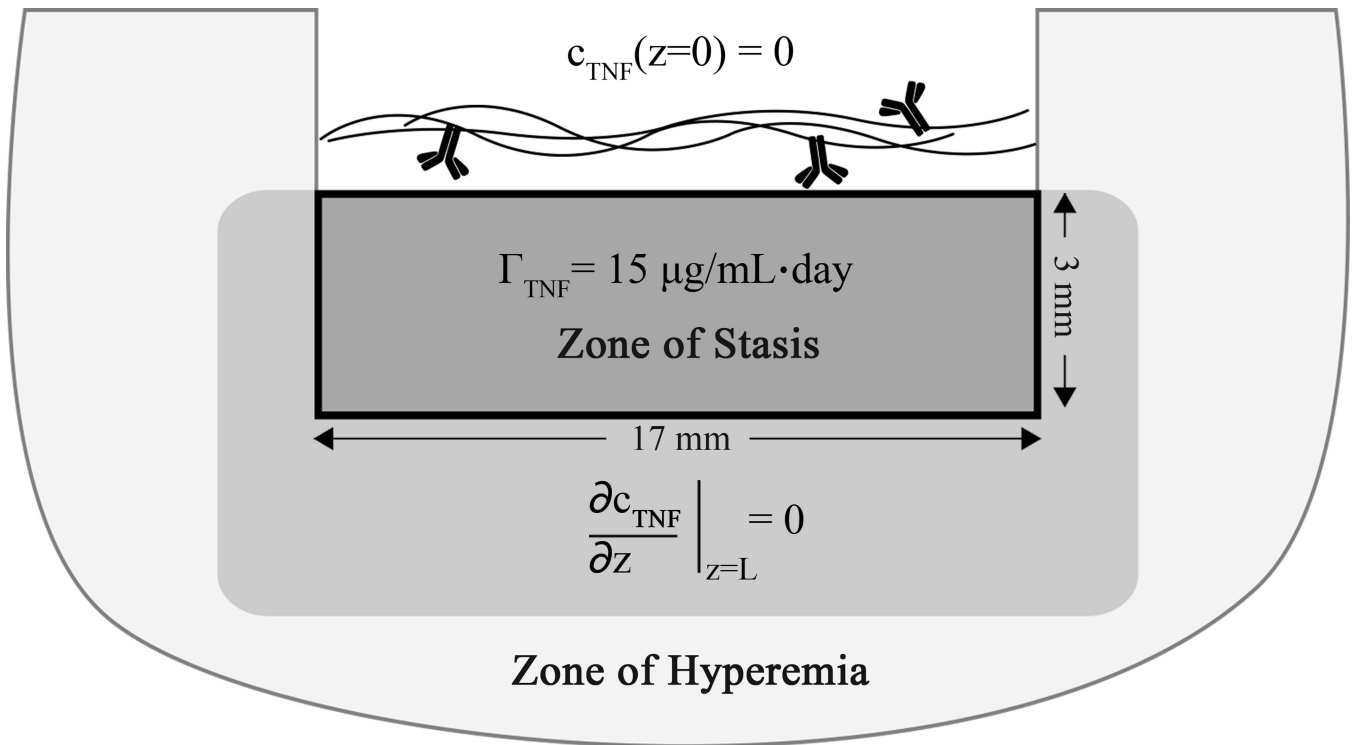 c_TNF(z=0) = 0
Γ_TNF= 15 μg/mL·day
Zone of Stasis
3 mm
17 mm
∂c_TNF/∂z |_z=L = 0
Zone of Hyperemia